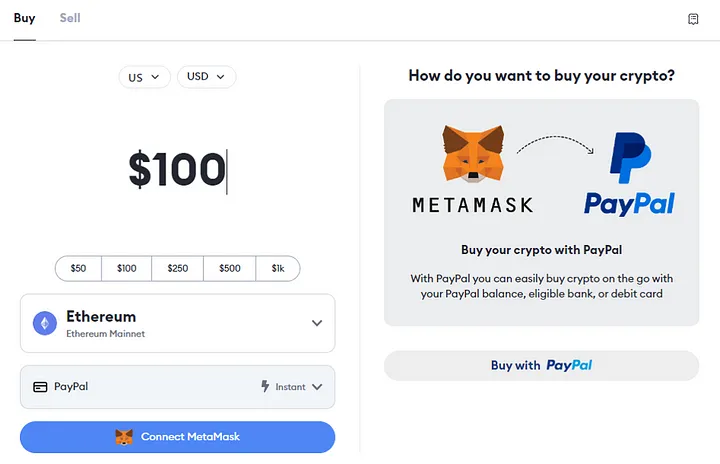 Buy Sell
US USD
$100
$50 $100 $250 $500 $1k
Ethereum
Ethereum Mainnet
PayPal Instant
Connect MetaMask
How do you want to buy your crypto?
METAMASK
PayPal
Buy your crypto with PayPal
With PayPal you can easily buy crypto on the go with
your PayPal balance, eligible bank, or debit card
Buy with PayPal